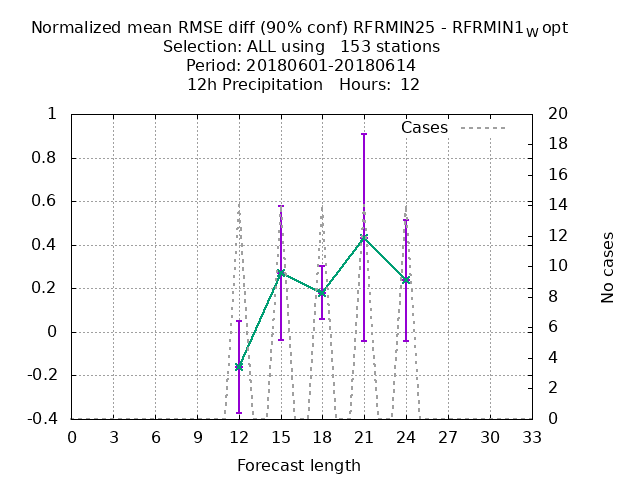 Normalized mean RMSE diff (90% conf) RFRMIN25 - RFRMIN1Wopt
Selection: ALL using 153 stations
Period: 20180601-20180614
12h Precipitation Hours: 12
Cases
1
0.8
0.6
0.4
0.2
0
-0.2
-0.4
20
18
16
14
12
10
8
6
4
2
0
No cases
0 3 6 9 12 15 18 21 24 27 30 33
Forecast length